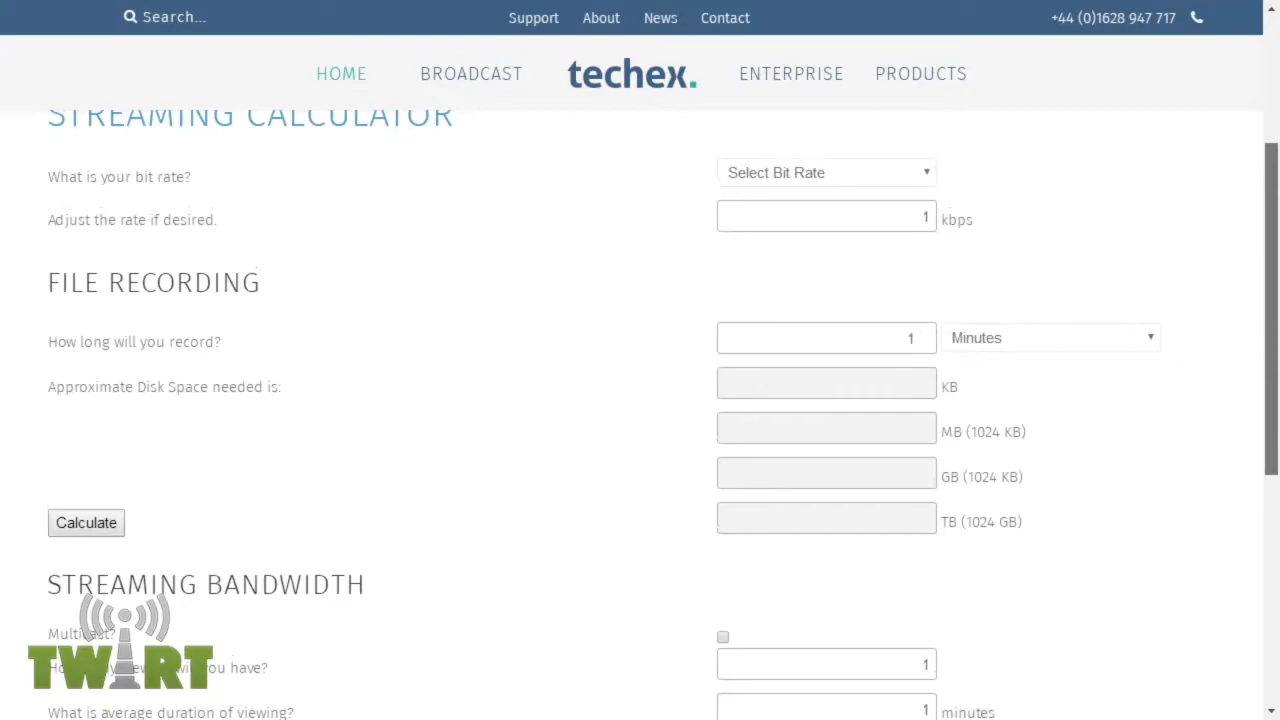 Search...
Support
About
News
Contact
+44 (0)1628 947 717
HOME
BROADCAST
techex.
ENTERPRISE
PRODUCTS
STREAMING CALCULATOR
What is your bit rate?
Select Bit Rate
Adjust the rate if desired.
1 kbps
FILE RECORDING
How long will you record?
1 Minutes
Approximate Disk Space needed is:
KB
MB (1024 KB)
GB (1024 KB)
TB (1024 GB)
Calculate
STREAMING BANDWIDTH
Multicast?
you have?
1
TWiRT
What is average duration of viewing?
1 minutes